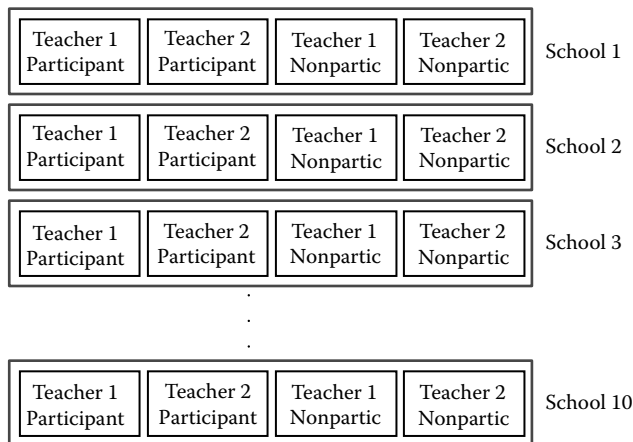 Teacher 1 Teacher 2 Teacher 1 Teacher 2
Participant Participant Nonpartic Nonpartic
School 1
Teacher 1 Teacher 2 Teacher 1 Teacher 2
Participant Participant Nonpartic Nonpartic
School 2
Teacher 1 Teacher 2 Teacher 1 Teacher 2
Participant Participant Nonpartic Nonpartic
School 3
.
.
.
Teacher 1 Teacher 2 Teacher 1 Teacher 2
Participant Participant Nonpartic Nonpartic
School 10